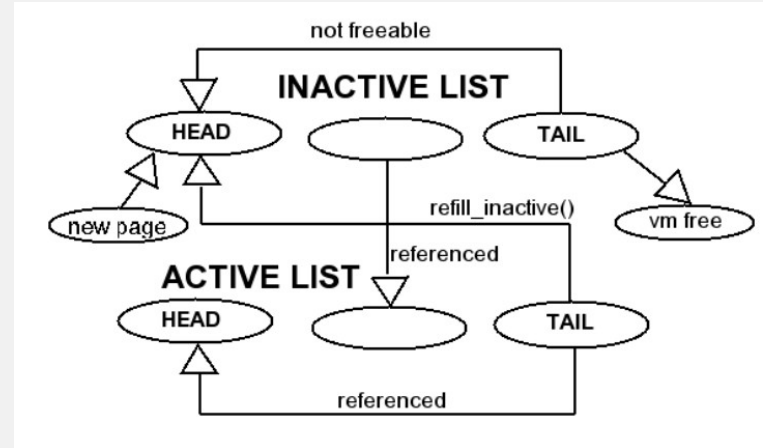 not freeable
INACTIVE LIST
HEAD
TAIL
new page
vm free
refill_inactive()
referenced
ACTIVE LIST
HEAD
TAIL
referenced